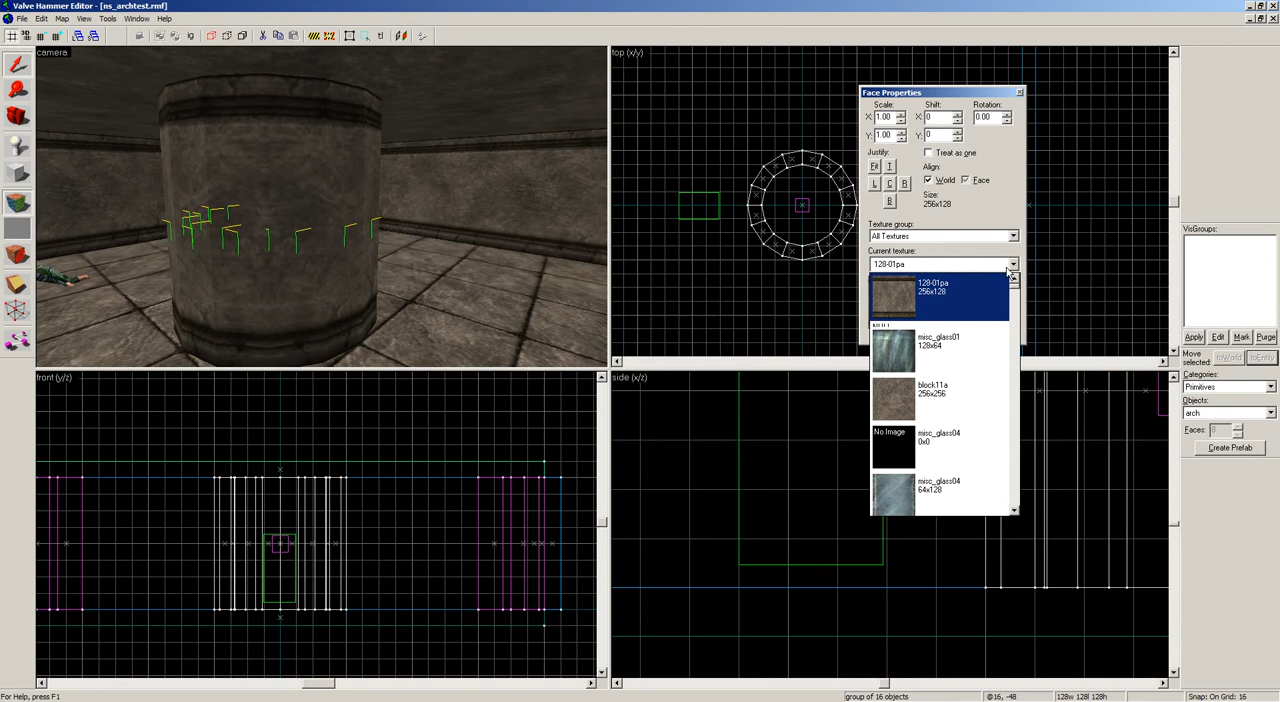 Valve Hammer Editor - [ns_archtest.rmf]
File Edit Map View Tools Window Help
camera
top (x/y)
Face Properties
Scale: Shift: Rotation:
X: 1.00 X: 0 0.00
Y: 1.00 Y: 0
Justify: Treat as one
Align:
L C R World Face
B Size:
256x128
Texture group:
All Textures
Current texture:
128-01pa
128-01pa
256x128
misc_glass01
128x64
block11a
256x256
No Image misc_glass04
0x0
misc_glass04
64x128
VisGroups:
Apply Edit Mark Purge
Move
selected: toWorld toEntity
Categories:
Primitives
Objects:
arch
Faces: 8
Create Prefab
front (y/z)
side (x/z)
For Help, press F1
group of 16 objects
@16, -48
128w 128l 128h
Snap: On Grid: 16